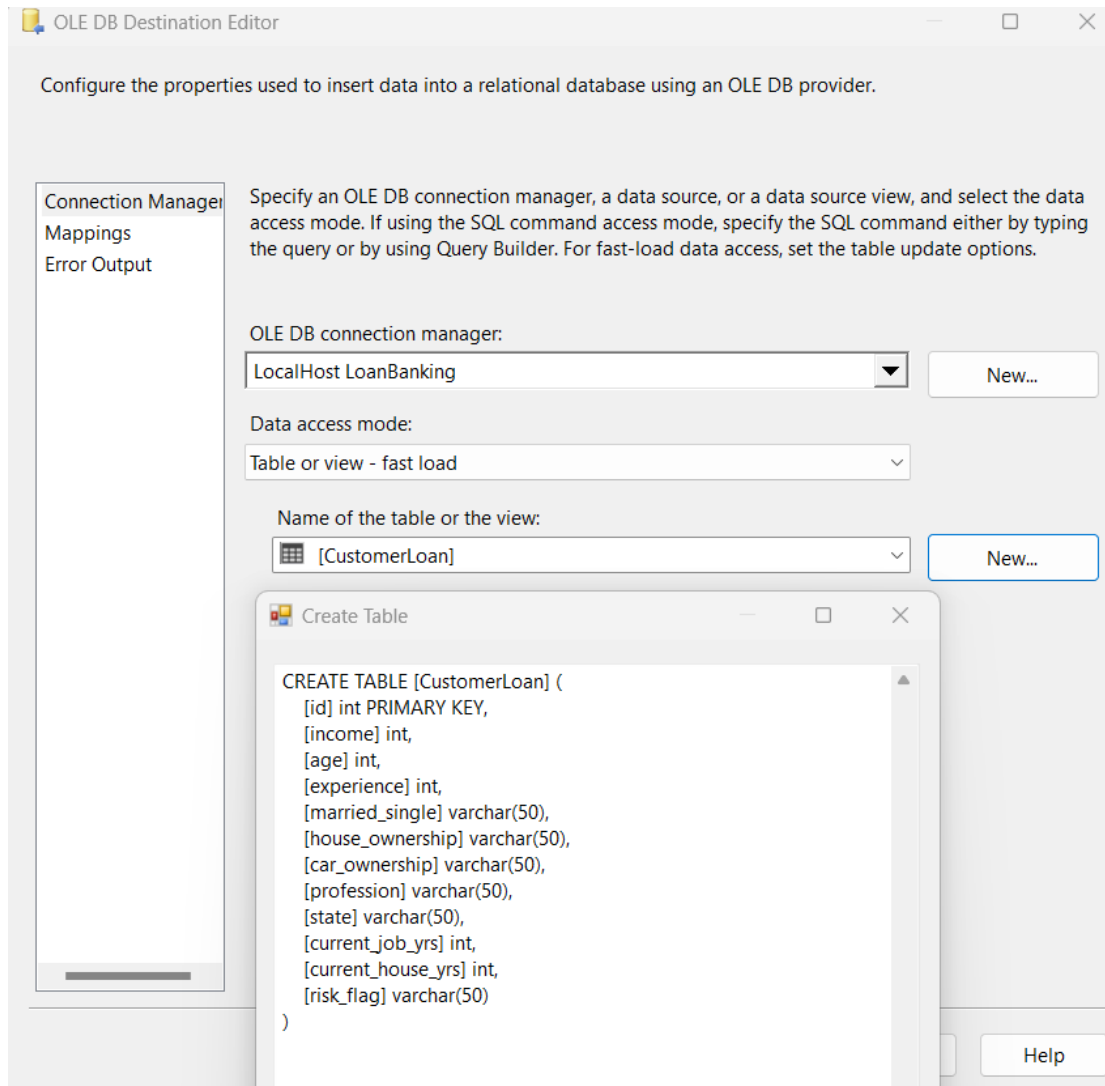 OLE DB Destination Editor
Configure the properties used to insert data into a relational database using an OLE DB provider.
Connection Manager
Mappings
Error Output
Specify an OLE DB connection manager, a data source, or a data source view, and select the data
access mode. If using the SQL command access mode, specify the SQL command either by typing
the query or by using Query Builder. For fast-load data access, set the table update options.
OLE DB connection manager:
LocalHost LoanBanking
New...
Data access mode:
Table or view - fast load
Name of the table or the view:
[CustomerLoan]
New...
Create Table
CREATE TABLE [CustomerLoan] (
[id] int PRIMARY KEY,
[income] int,
[age] int,
[experience] int,
[married_single] varchar(50),
[house_ownership] varchar(50),
[car_ownership] varchar(50),
[profession] varchar(50),
[state] varchar(50),
[current_job_yrs] int,
[current_house_yrs] int,
[risk_flag] varchar(50)
)
Help